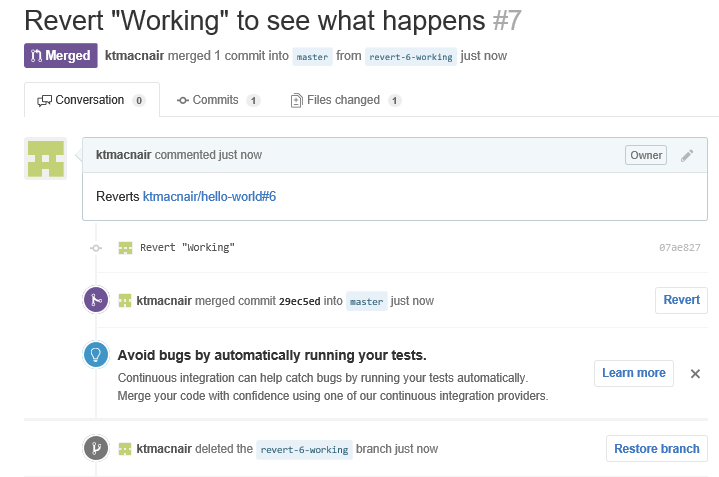 Revert "Working" to see what happens #7
Merged ktmacnair merged 1 commit into master from revert-6-working just now
Conversation 0 Commits 1 Files changed 1
ktmacnair commented just now Owner
Reverts ktmacnair/hello-world#6
Revert "Working" 07ae827
ktmacnair merged commit 29ec5ed into master just now Revert
Avoid bugs by automatically running your tests.
Continuous integration can help catch bugs by running your tests automatically. Learn more
Merge your code with confidence using one of our continuous integration providers.
ktmacnair deleted the revert-6-working branch just now Restore branch